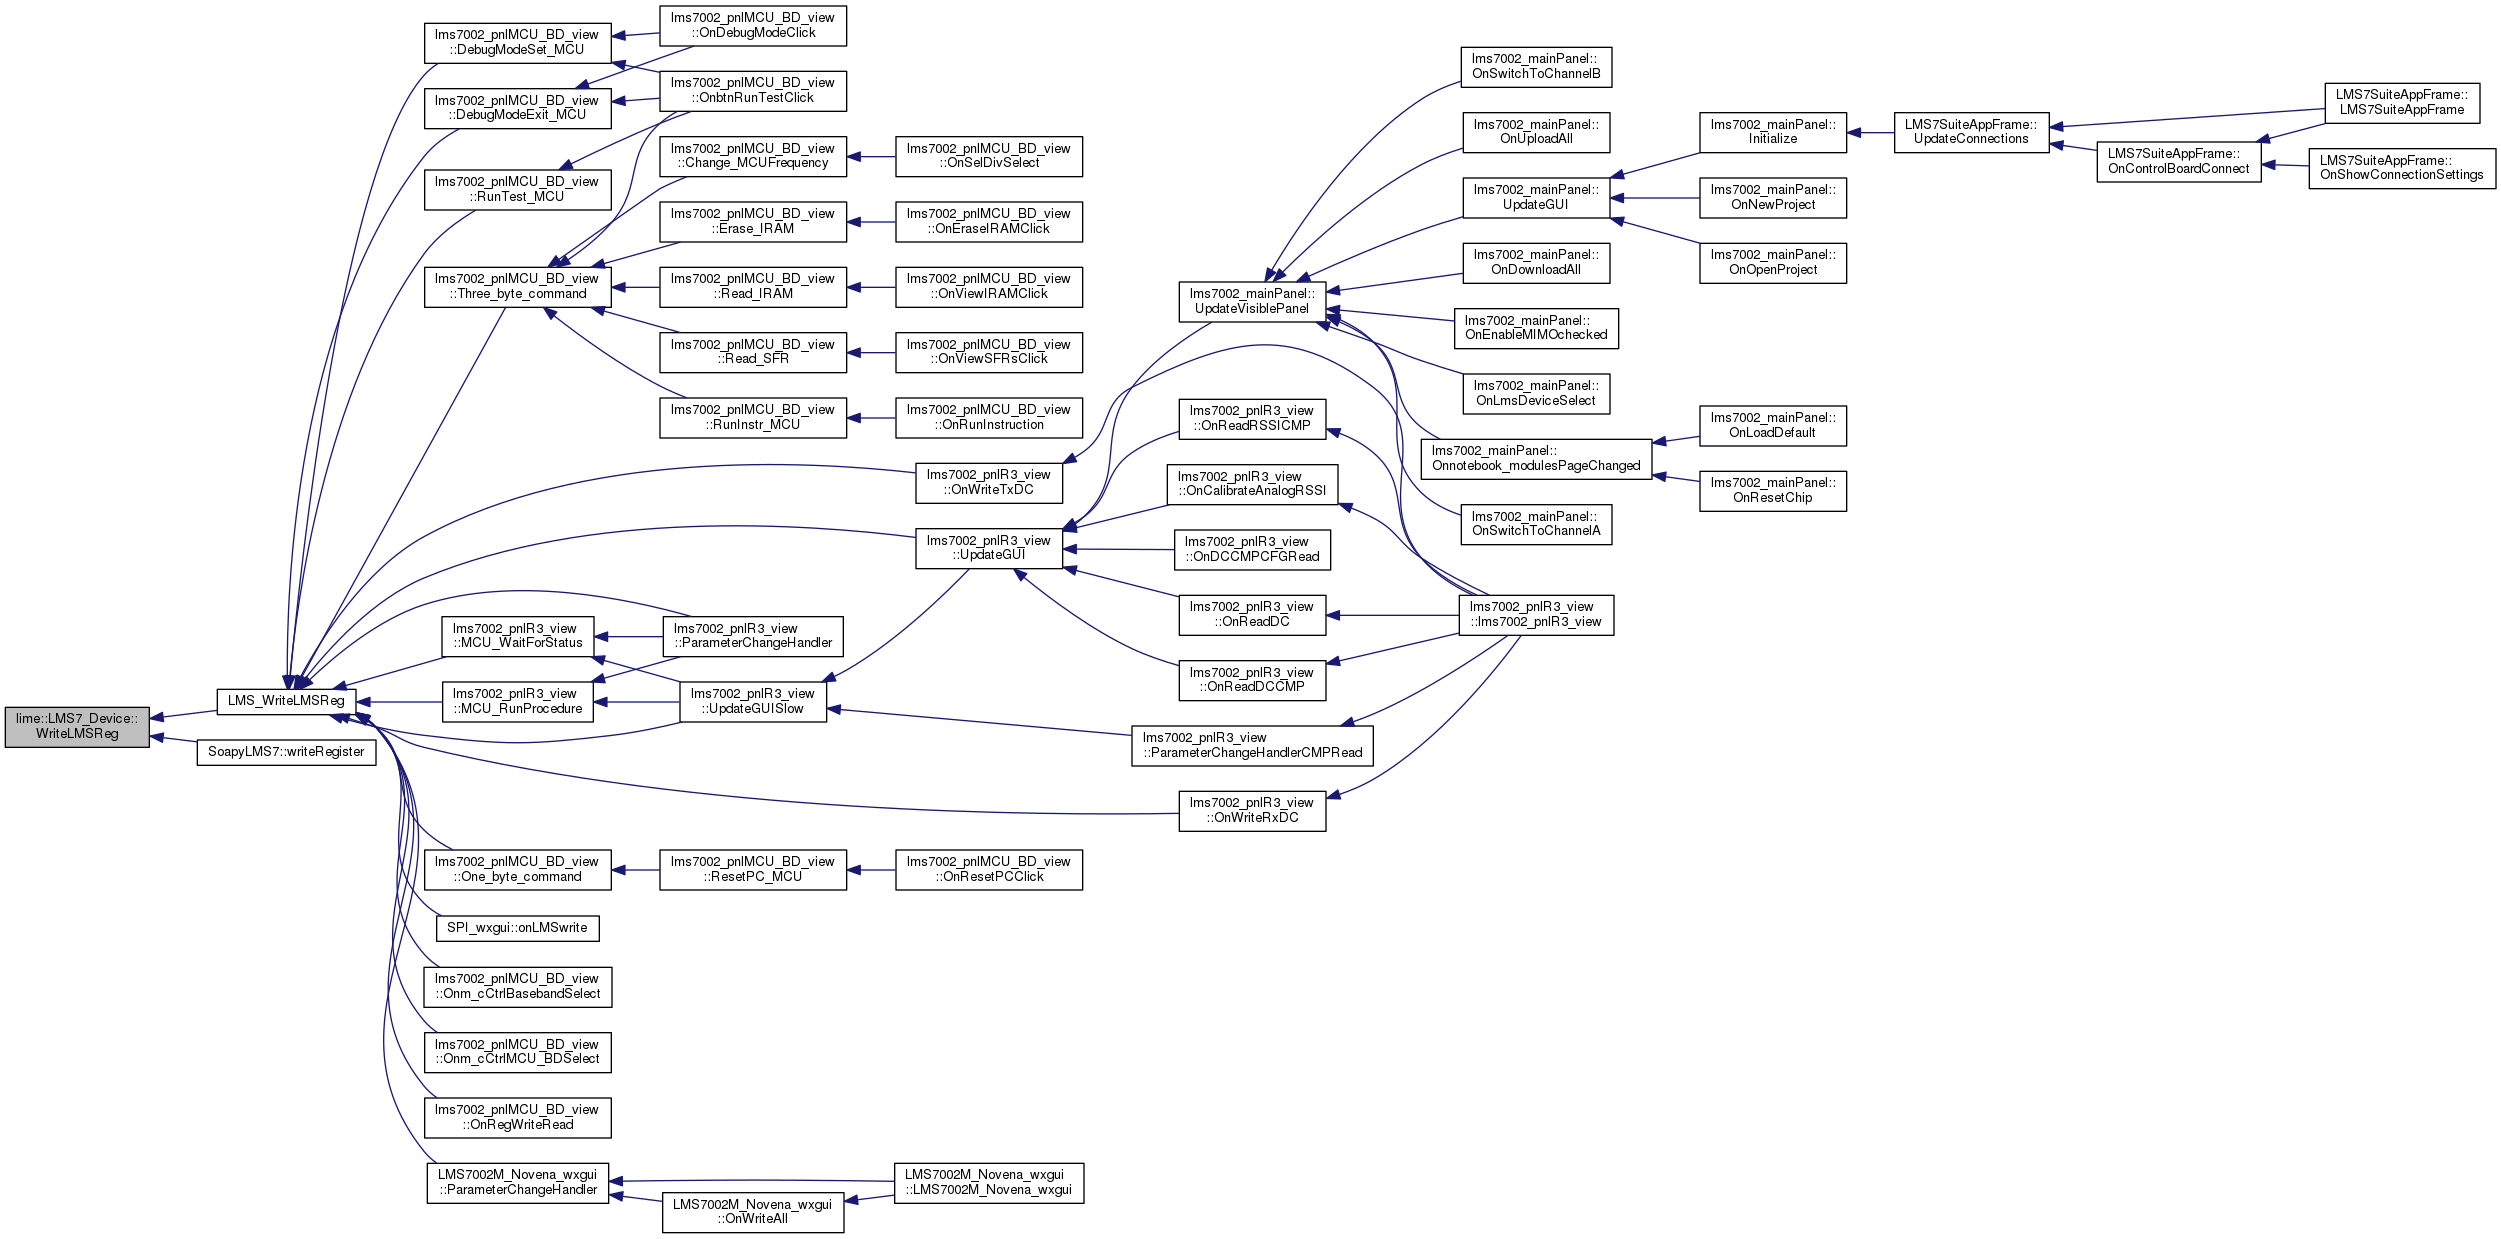 lime::LMS7_Device::
WriteLMSReg
LMS_WriteLMSReg
SoapyLMS7::writeRegister
lms7002_pnlMCU_BD_view
::DebugModeSet_MCU
lms7002_pnlMCU_BD_view
::DebugModeExit_MCU
lms7002_pnlMCU_BD_view
::RunTest_MCU
lms7002_pnlMCU_BD_view
::Three_byte_command
lms7002_pnlR3_view
::MCU_WaitForStatus
lms7002_pnlR3_view
::MCU_RunProcedure
lms7002_pnlMCU_BD_view
::One_byte_command
SPI_wxgui::onLMSwrite
lms7002_pnlMCU_BD_view
::Onm_cCtrlBasebandSelect
lms7002_pnlMCU_BD_view
::Onm_cCtrlMCU_BDSelect
lms7002_pnlMCU_BD_view
::OnRegWriteRead
LMS7002M_Novena_wxgui
::ParameterChangeHandler
lms7002_pnlMCU_BD_view
::OnDebugModeClick
lms7002_pnlMCU_BD_view
::OnbtnRunTestClick
lms7002_pnlMCU_BD_view
::Change_MCUFrequency
lms7002_pnlMCU_BD_view
::Erase_IRAM
lms7002_pnlMCU_BD_view
::Read_IRAM
lms7002_pnlMCU_BD_view
::Read_SFR
lms7002_pnlMCU_BD_view
::RunInstr_MCU
lms7002_pnlR3_view
::ParameterChangeHandler
lms7002_pnlR3_view
::UpdateGUISlow
lms7002_pnlMCU_BD_view
::ResetPC_MCU
LMS7002M_Novena_wxgui
::OnWriteAll
lms7002_pnlMCU_BD_view
::OnSelDivSelect
lms7002_pnlMCU_BD_view
::OnEraseIRAMClick
lms7002_pnlMCU_BD_view
::OnViewIRAMClick
lms7002_pnlMCU_BD_view
::OnViewSFRsClick
lms7002_pnlMCU_BD_view
::OnRunInstruction
lms7002_pnlR3_view
::OnWriteTxDC
lms7002_pnlR3_view
::UpdateGUI
lms7002_pnlMCU_BD_view
::OnResetPCClick
LMS7002M_Novena_wxgui
::LMS7002M_Novena_wxgui
lms7002_mainPanel::
UpdateVisiblePanel
lms7002_pnlR3_view
::OnReadRSSICMP
lms7002_pnlR3_view
::OnCalibrateAnalogRSSI
lms7002_pnlR3_view
::OnDCCMPCFGRead
lms7002_pnlR3_view
::OnReadDC
lms7002_pnlR3_view
::OnReadDCCMP
lms7002_pnlR3_view
::ParameterChangeHandlerCMPRead
lms7002_pnlR3_view
::OnWriteRxDC
lms7002_mainPanel::
OnSwitchToChannelB
lms7002_mainPanel::
OnUploadAll
lms7002_mainPanel::
UpdateGUI
lms7002_mainPanel::
OnDownloadAll
lms7002_mainPanel::
OnEnableMIMOchecked
lms7002_mainPanel::
OnLmsDeviceSelect
lms7002_mainPanel::
Onnotebook_modulesPageChanged
lms7002_mainPanel::
OnSwitchToChannelA
lms7002_pnlR3_view
::lms7002_pnlR3_view
lms7002_mainPanel::
Initialize
lms7002_mainPanel::
OnNewProject
lms7002_mainPanel::
OnOpenProject
lms7002_mainPanel::
OnLoadDefault
lms7002_mainPanel::
OnResetChip
LMS7SuiteAppFrame::
UpdateConnections
LMS7SuiteAppFrame::
OnControlBoardConnect
LMS7SuiteAppFrame::
LMS7SuiteAppFrame
LMS7SuiteAppFrame::
OnShowConnectionSettings